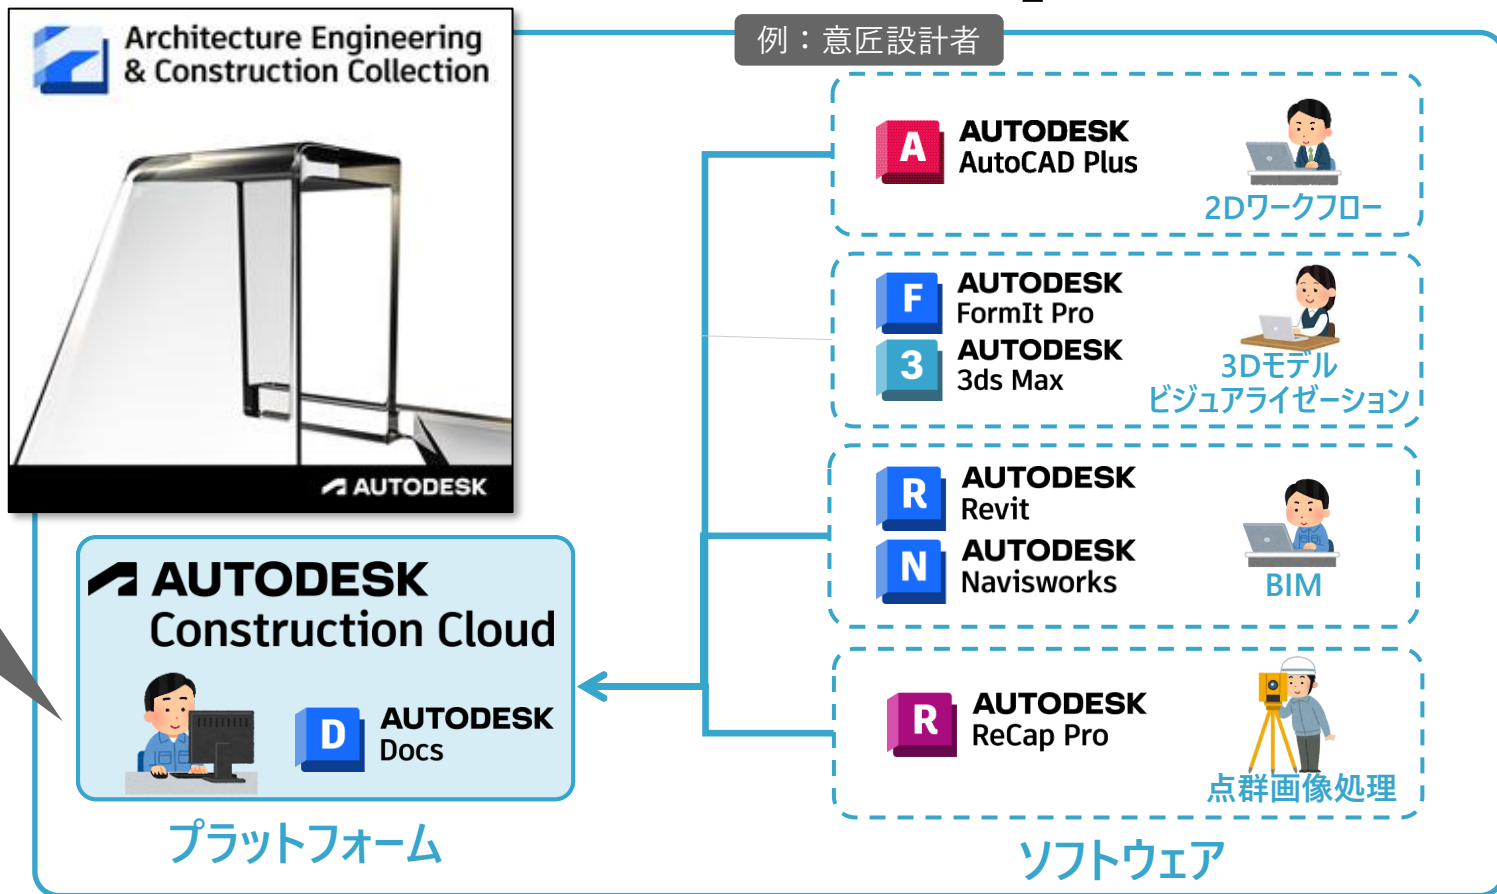 Architecture Engineering
& Construction Collection
AUTODESK
例：意匠設計者
A
AUTODESK
AutoCAD Plus
2Dワークフロー
F
AUTODESK
FormIt Pro
3
AUTODESK
3ds Max
3Dモデル
ビジュアライゼーション
R
AUTODESK
Revit
N
AUTODESK
Navisworks
BIM
R
AUTODESK
ReCap Pro
点群画像処理
ソフトウェア
AUTODESK
Construction Cloud
D
AUTODESK
Docs
プラットフォーム